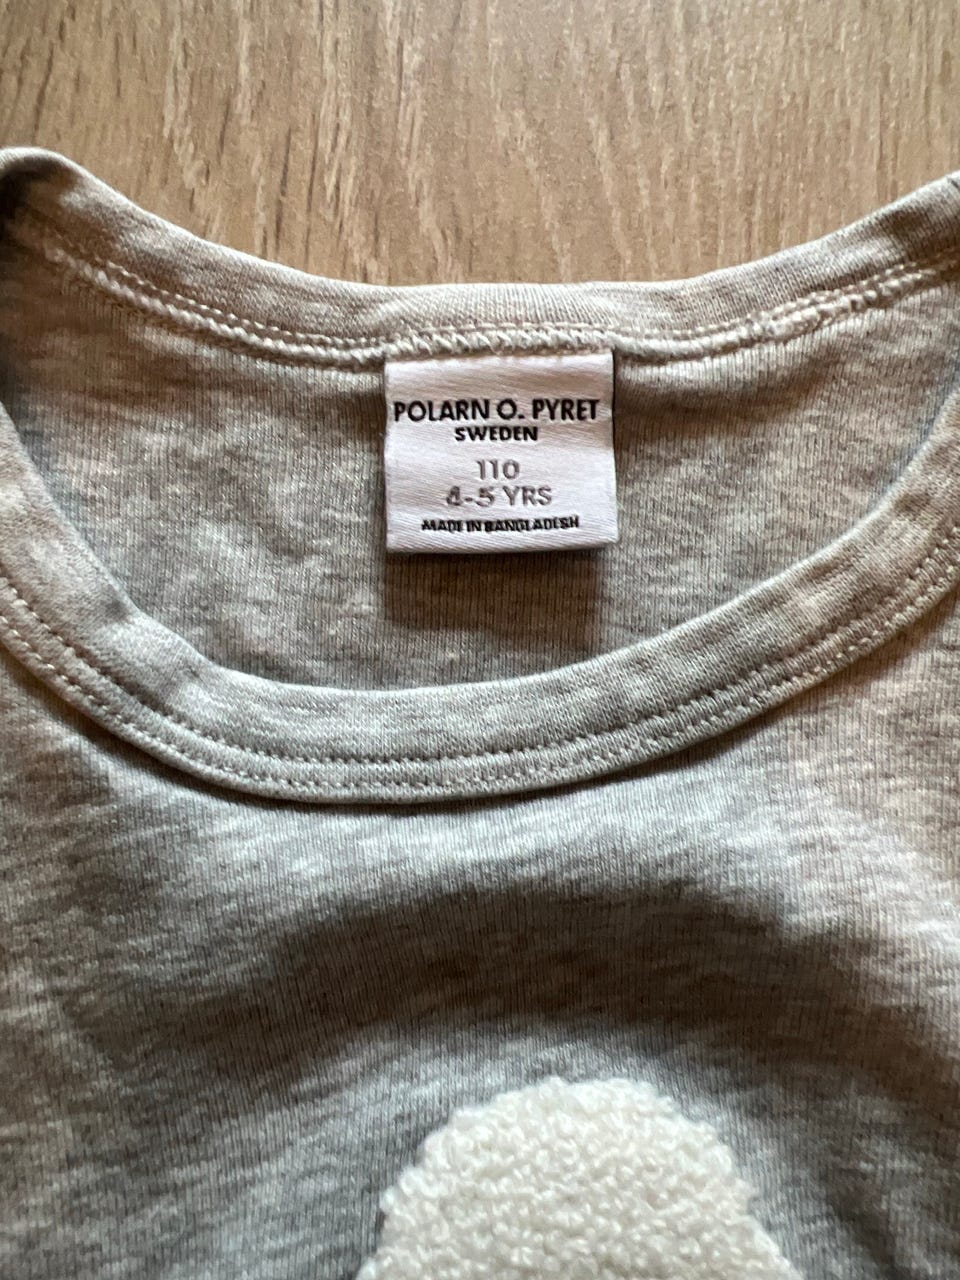 POLARN O. PYRET
SWEDEN
110
4-5 YRS
MADE IN BANGLADESH